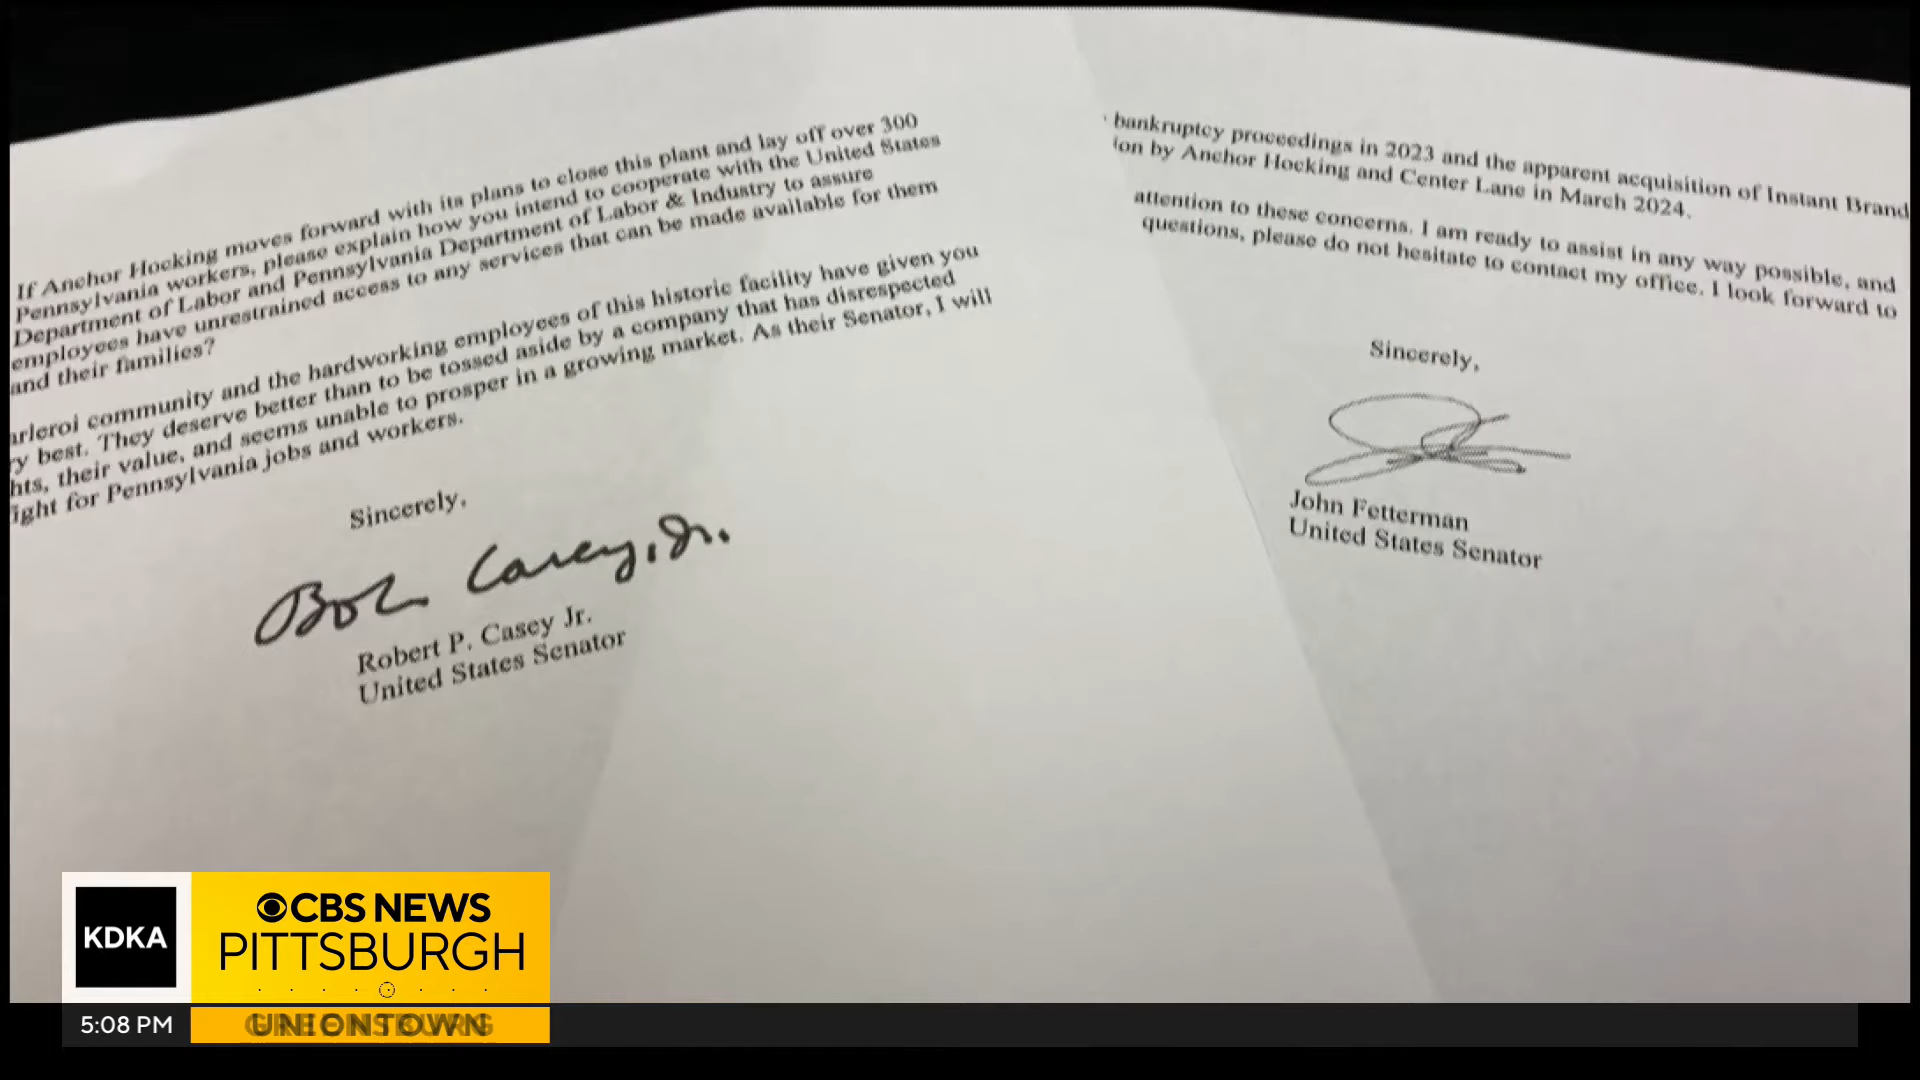 If Anchor Hocking moves forward with its plans to close this plant and lay off over 300
Pennsylvania workers, please explain how you intend to cooperate with the United States
Department of Labor and Pennsylvania Department of Labor & Industry to assure
employees have unrestrained access to any services that can be made available for them
and their families?
arleroi community and the hardworking employees of this historic facility have given you
y best. They deserve better than to be tossed aside by a company that has disrespected
hts, their value, and seems unable to prosper in a growing market. As their Senator, I will
ight for Pennsylvania jobs and workers.
Sincerely,
Bob Casey, Jr.
Robert P. Casey Jr.
United States Senator
bankruptcy proceedings in 2023 and the apparent acquisition of Instant Brand
ion by Anchor Hocking and Center Lane in March 2024.
attention to these concerns. I am ready to assist in any way possible, and
questions, please do not hesitate to contact my office. I look forward to
Sincerely,
John Fetterman
United States Senator
KDKA
CBS NEWS
PITTSBURGH
5:08 PM
UNIONTOWN